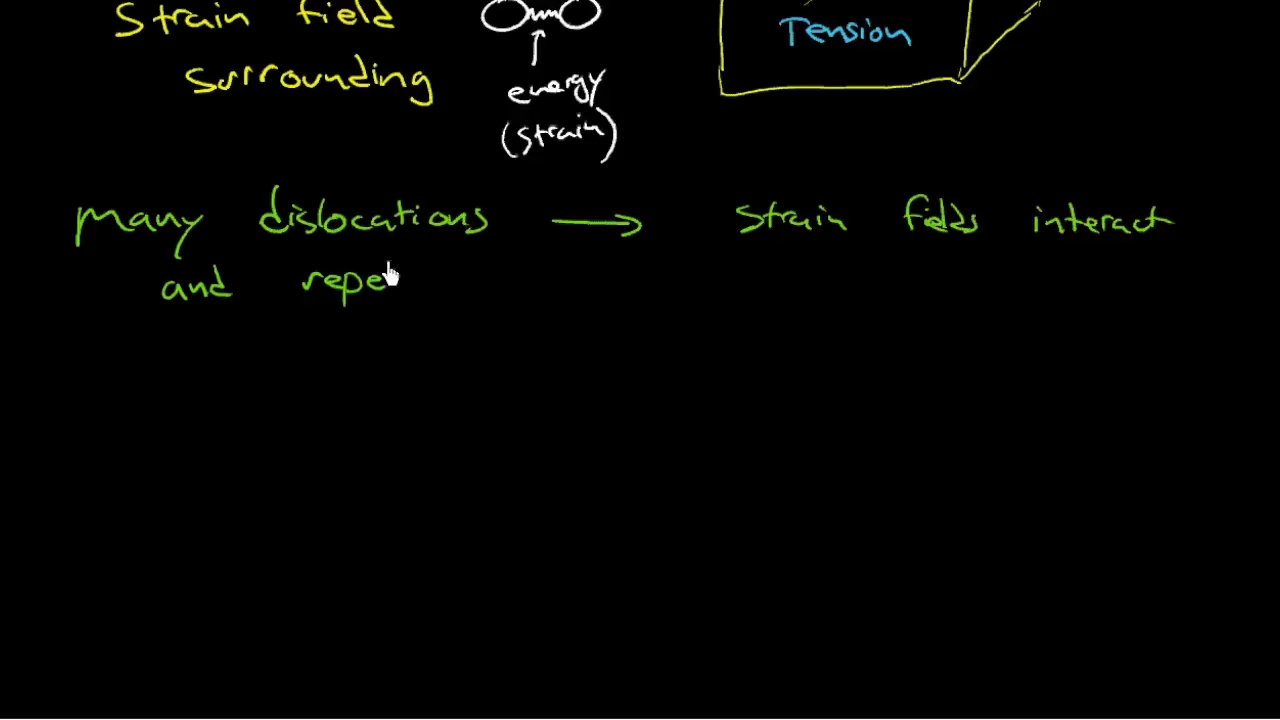 Strain field
surrounding
energy
(strain)
Tension
many dislocations → strain fields interact
and repe